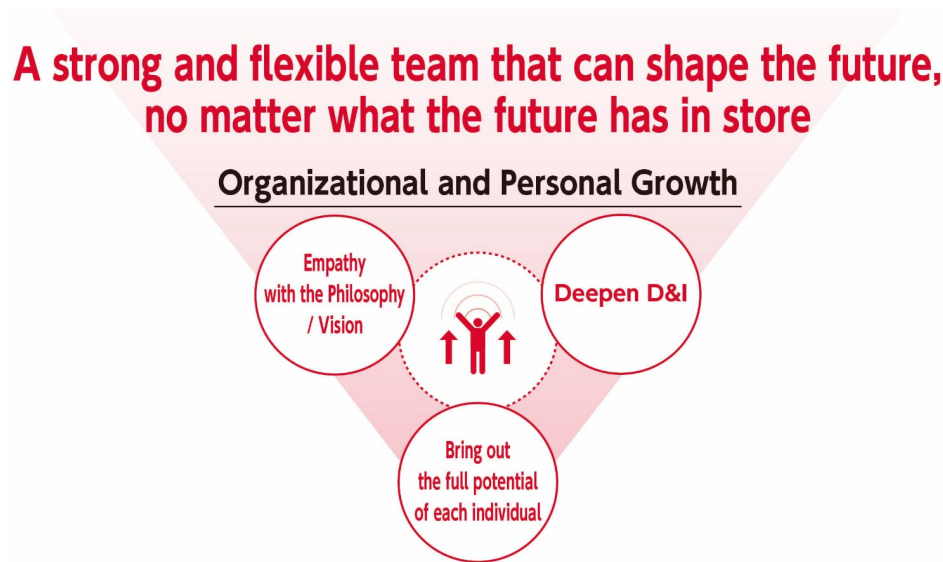 A strong and flexible team that can shape the future,
no matter what the future has in store
Organizational and Personal Growth
Empathy
with the Philosophy
/ Vision
Deepen D&I
Bring out
the full potential
of each individual